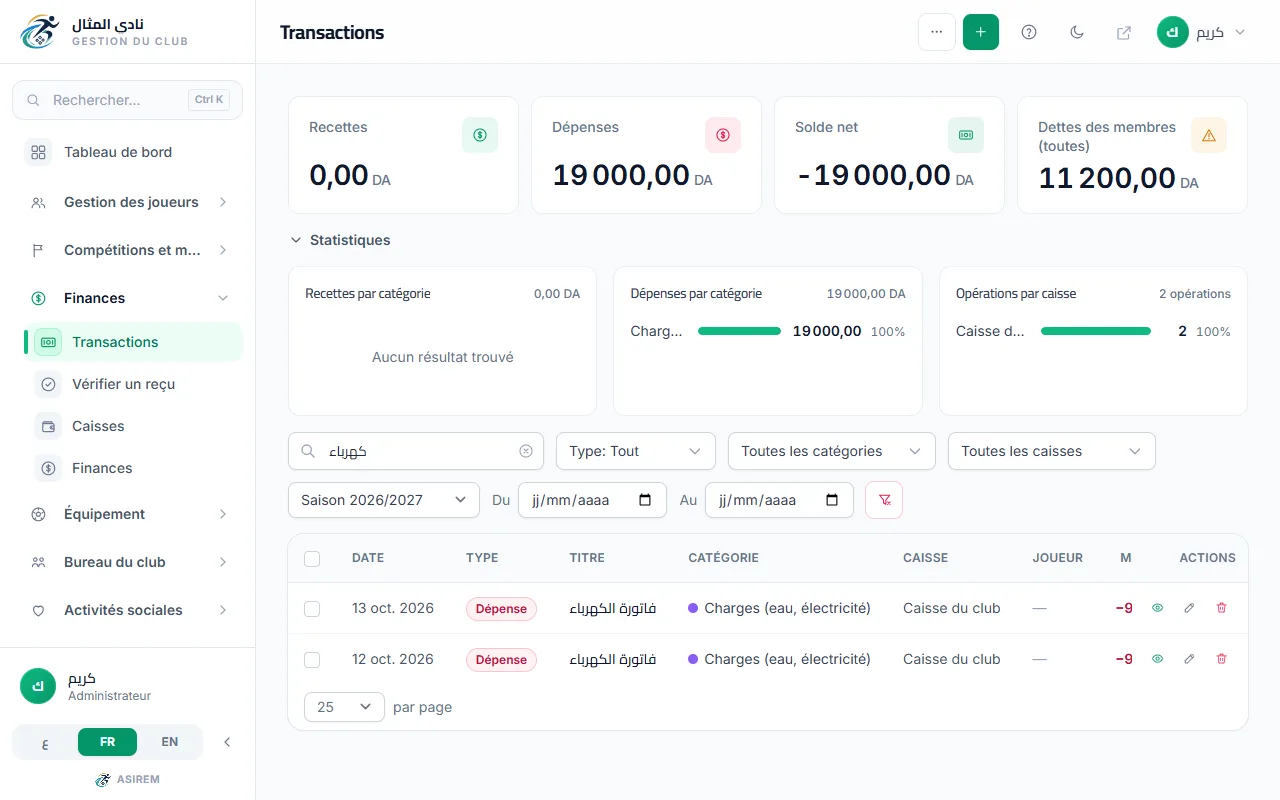 نادي المثال
GESTION DU CLUB
Rechercher...
Ctrl K
Tableau de bord
Gestion des joueurs
Compétitions et m...
Finances
Transactions
Vérifier un reçu
Caisses
Finances
Équipement
Bureau du club
Activités sociales
ك
كريم
Administrateur
ع
FR
EN
ASIREM
Transactions
ك
كريم
Recettes
0,00 DA
Dépenses
19 000,00 DA
Solde net
-19 000,00 DA
Dettes des membres
(toutes)
11 200,00 DA
Statistiques
Recettes par catégorie
0,00 DA
Aucun résultat trouvé
Dépenses par catégorie
19 000,00 DA
Charg...
19 000,00
100%
Opérations par caisse
2 opérations
Caisse d...
2
100%
كهرباء
Type: Tout
Toutes les catégories
Toutes les caisses
Saison 2026/2027
Du
jj/mm/aaaa
Au
jj/mm/aaaa
DATE TYPE TITRE CATÉGORIE CAISSE JOUEUR M ACTIONS
13 oct. 2026 Dépense فاتورة الكهرباء Charges (eau, électricité) Caisse du club — -9
12 oct. 2026 Dépense فاتورة الكهرباء Charges (eau, électricité) Caisse du club — -9
25
par page